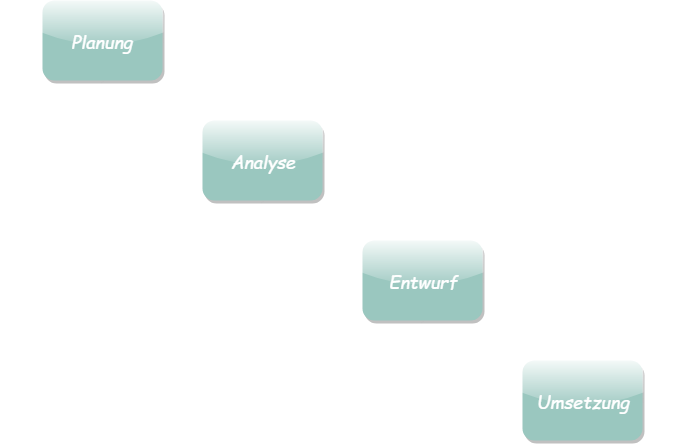 Planung
Analyse
Entwurf
Umsetzung